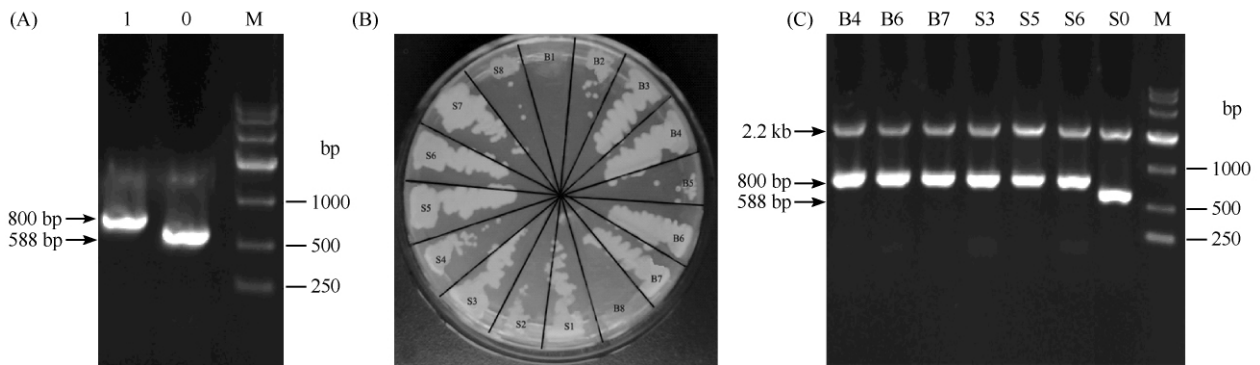 (A)
1 0 M
bp
1000
800 bp
588 bp
500
250
(B)
B1
B2
B3
B4
B5
B6
B7
B8
S1
S2
S3
S4
S5
S6
S7
S8
(C)
B4 B6 B7 S3 S5 S6 S0 M
bp
2.2 kb
1000
800 bp
588 bp
500
250